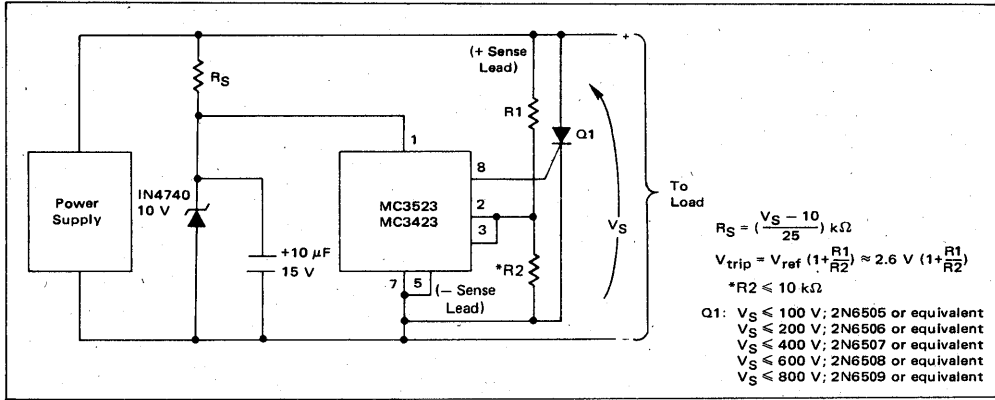 (+ Sense
Lead)
+
RS
R1
Q1
1
8
Power
Supply
IN4740
10 V
MC3523
MC3423
2
3
To
Load
VS
+10 μF
15 V
*R2
7
5
(− Sense
Lead)
−
RS = (VS − 10 / 25) kΩ
Vtrip = Vref (1+R1/R2) ≈ 2.6 V (1+R1/R2)
*R2 ⩽ 10 kΩ
Q1: VS ⩽ 100 V; 2N6505 or equivalent
VS ⩽ 200 V; 2N6506 or equivalent
VS ⩽ 400 V; 2N6507 or equivalent
VS ⩽ 600 V; 2N6508 or equivalent
VS ⩽ 800 V; 2N6509 or equivalent